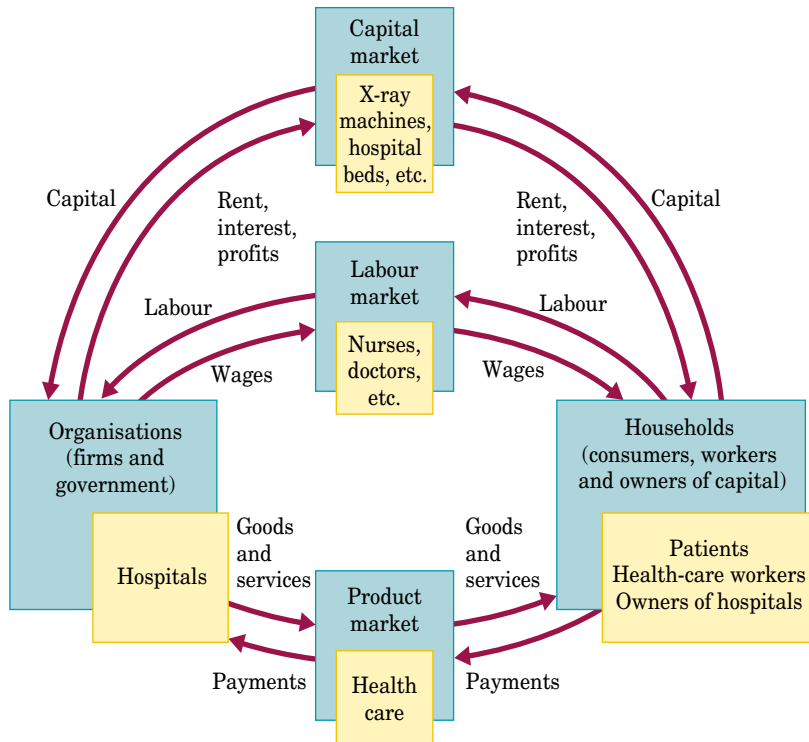 Capital
market
X-ray
machines,
hospital
beds, etc.
Capital
Rent,
interest,
profits
Rent,
interest,
profits
Capital
Labour
market
Nurses,
doctors,
etc.
Labour
Wages
Labour
Wages
Organisations
(firms and
government)
Hospitals
Households
(consumers, workers
and owners of capital)
Patients
Health-care workers
Owners of hospitals
Goods
and
services
Goods
and
services
Product
market
Health
care
Payments
Payments